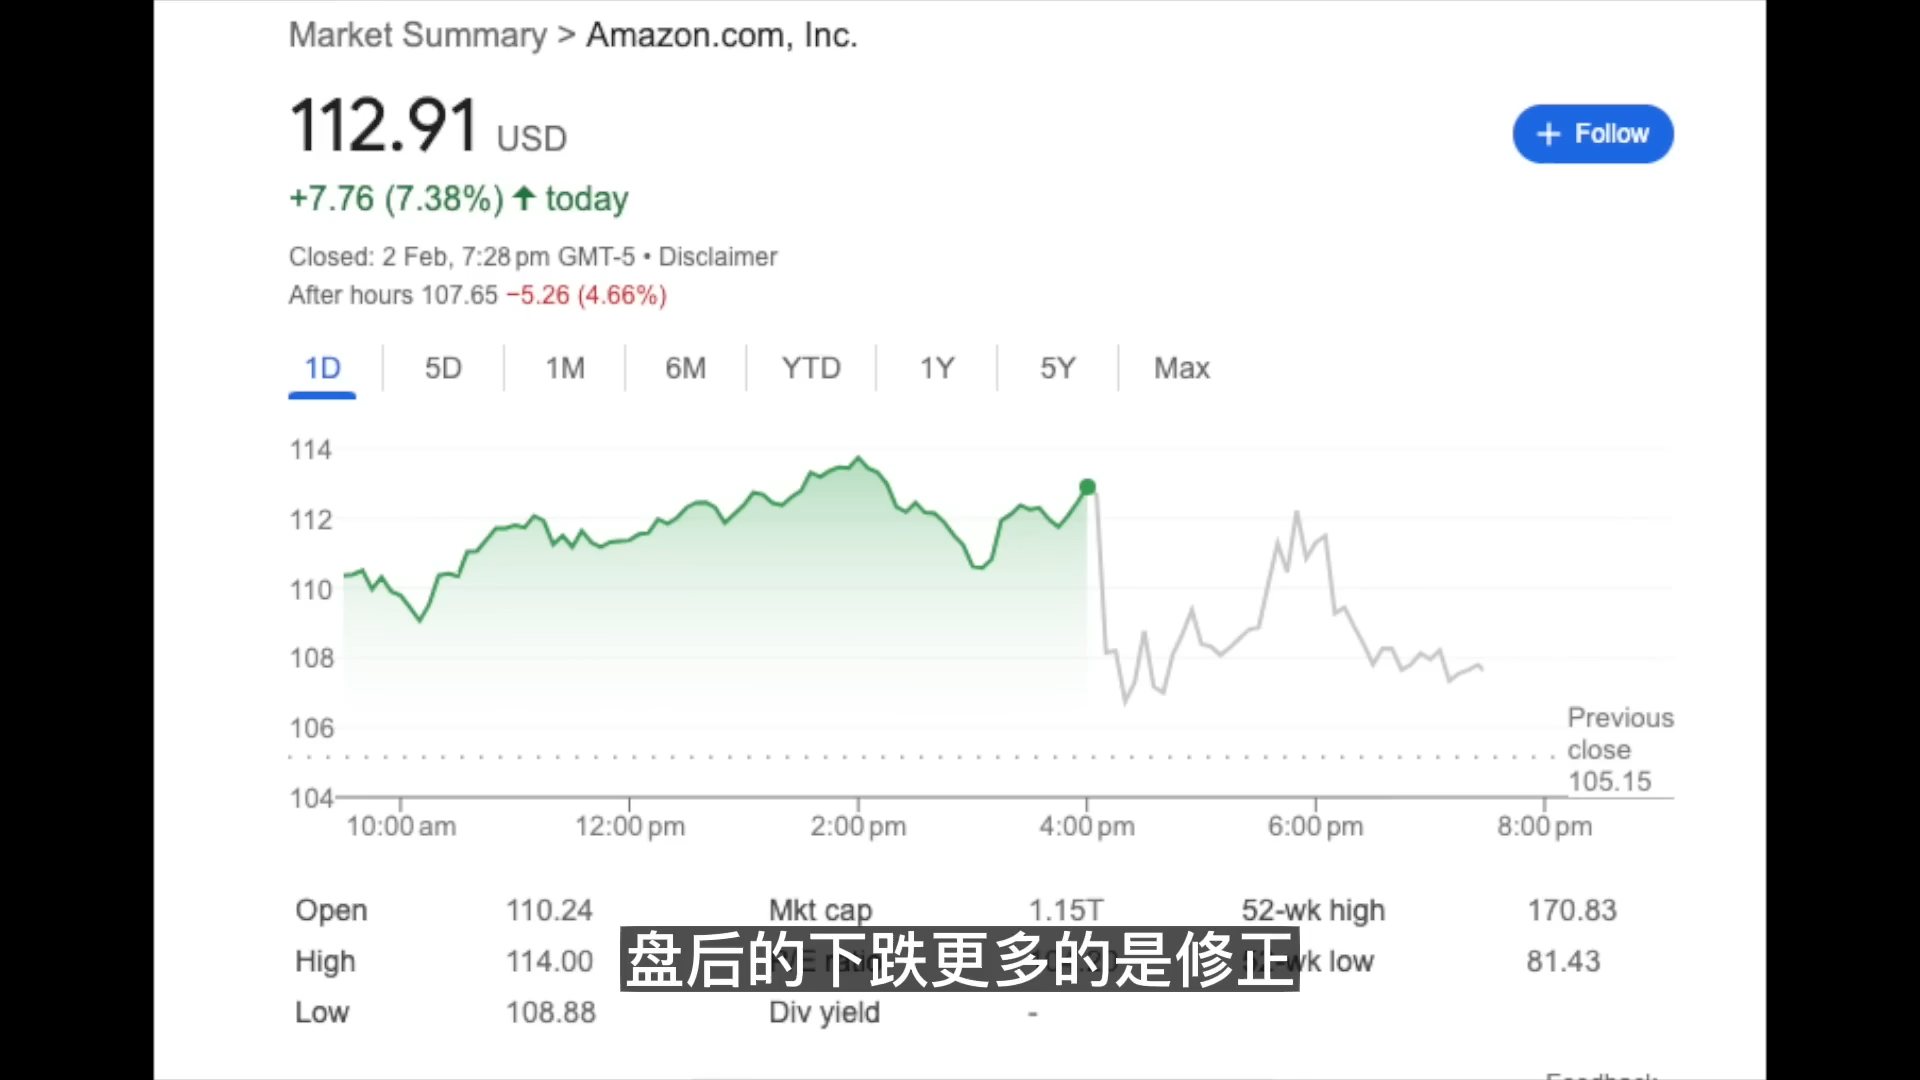 Market Summary > Amazon.com, Inc.
112.91 USD
+ Follow
+7.76 (7.38%) ↑ today
Closed: 2 Feb, 7:28 pm GMT-5 • Disclaimer
After hours 107.65 −5.26 (4.66%)
1D 5D 1M 6M YTD 1Y 5Y Max
114
112
110
108
106
104
Previous
close
105.15
10:00 am 12:00 pm 2:00 pm 4:00 pm 6:00 pm 8:00 pm
Open 110.24 Mkt cap 1.15T 52-wk high 170.83
High 114.00 52-wk low 81.43
盘后的下跌更多的是修正
Low 108.88 Div yield -